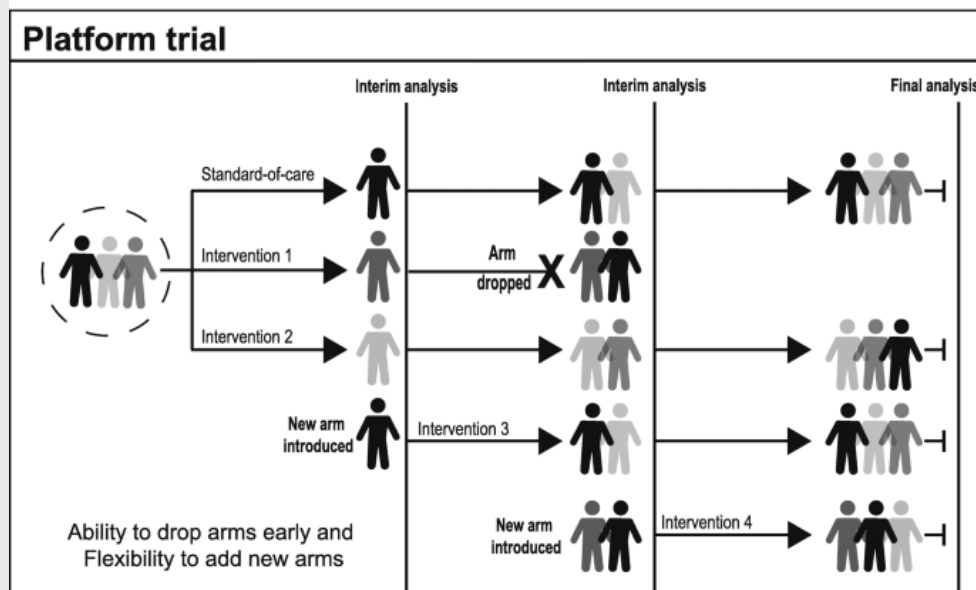 Platform trial
Interim analysis
Interim analysis
Final analysis
Standard-of-care
Intervention 1
Arm
dropped
Intervention 2
New arm
introduced
Intervention 3
New arm
introduced
Intervention 4
Ability to drop arms early and
Flexibility to add new arms